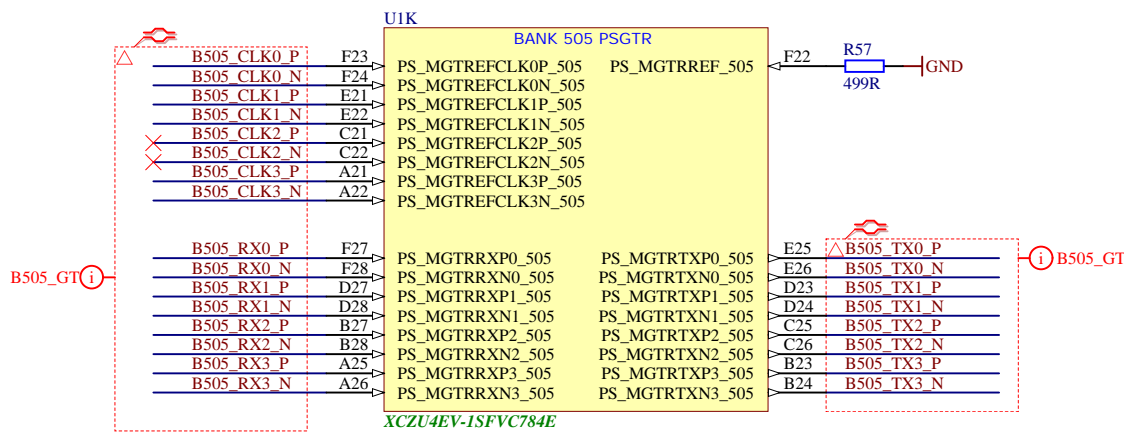 U1K
BANK 505 PSGTR
B505_CLK0_P F23 PS_MGTREFCLK0P_505 PS_MGTRREF_505 F22 R57 499R GND
B505_CLK0_N F24 PS_MGTREFCLK0N_505
B505_CLK1_P E21 PS_MGTREFCLK1P_505
B505_CLK1_N E22 PS_MGTREFCLK1N_505
B505_CLK2_P C21 PS_MGTREFCLK2P_505
B505_CLK2_N C22 PS_MGTREFCLK2N_505
B505_CLK3_P A21 PS_MGTREFCLK3P_505
B505_CLK3_N A22 PS_MGTREFCLK3N_505
B505_RX0_P F27 PS_MGTRRXP0_505 PS_MGTRTXP0_505 E25 B505_TX0_P
B505_GT i B505_RX0_N F28 PS_MGTRRXN0_505 PS_MGTRTXN0_505 E26 B505_TX0_N i B505_GT
B505_RX1_P D27 PS_MGTRRXP1_505 PS_MGTRTXP1_505 D23 B505_TX1_P
B505_RX1_N D28 PS_MGTRRXN1_505 PS_MGTRTXN1_505 D24 B505_TX1_N
B505_RX2_P B27 PS_MGTRRXP2_505 PS_MGTRTXP2_505 C25 B505_TX2_P
B505_RX2_N B28 PS_MGTRRXN2_505 PS_MGTRTXN2_505 C26 B505_TX2_N
B505_RX3_P A25 PS_MGTRRXP3_505 PS_MGTRTXP3_505 B23 B505_TX3_P
B505_RX3_N A26 PS_MGTRRXN3_505 PS_MGTRTXN3_505 B24 B505_TX3_N
XCZU4EV-1SFVC784E